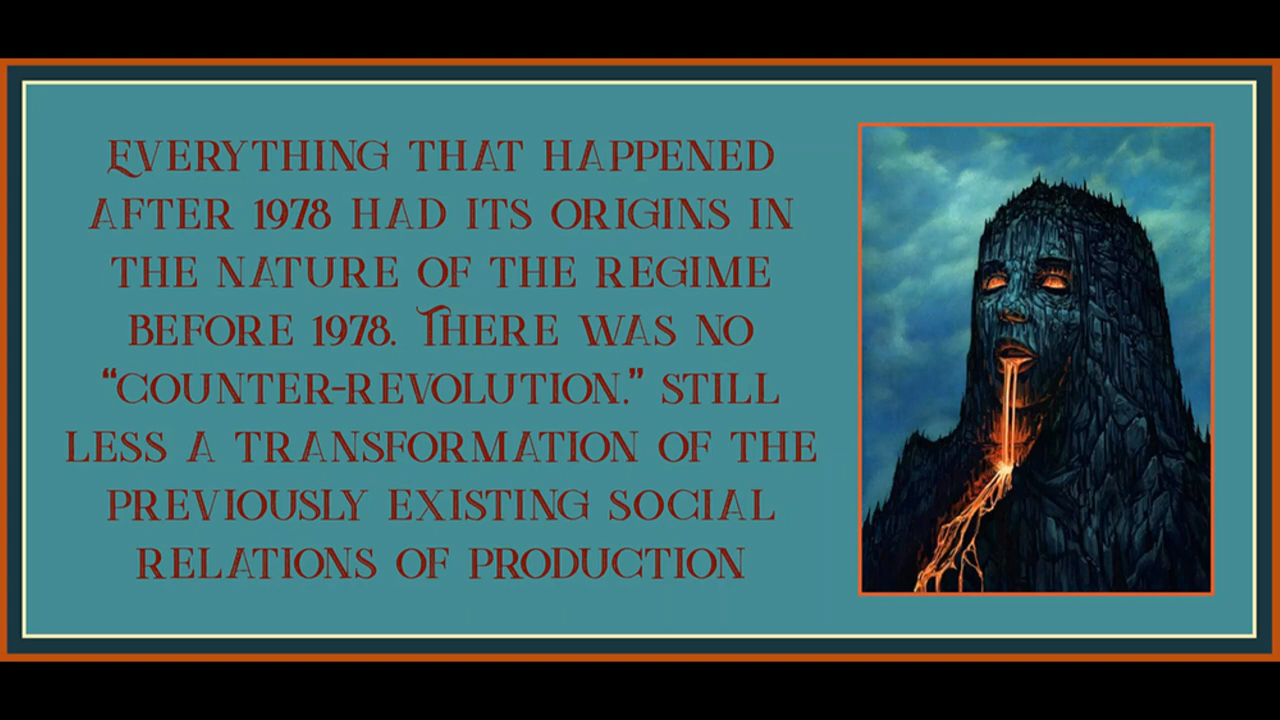 EVERYTHING THAT HAPPENED
AFTER 1978 HAD ITS ORIGINS IN
THE NATURE OF THE REGIME
BEFORE 1978. THERE WAS NO
“COUNTER-REVOLUTION.” STILL
LESS A TRANSFORMATION OF THE
PREVIOUSLY EXISTING SOCIAL
RELATIONS OF PRODUCTION